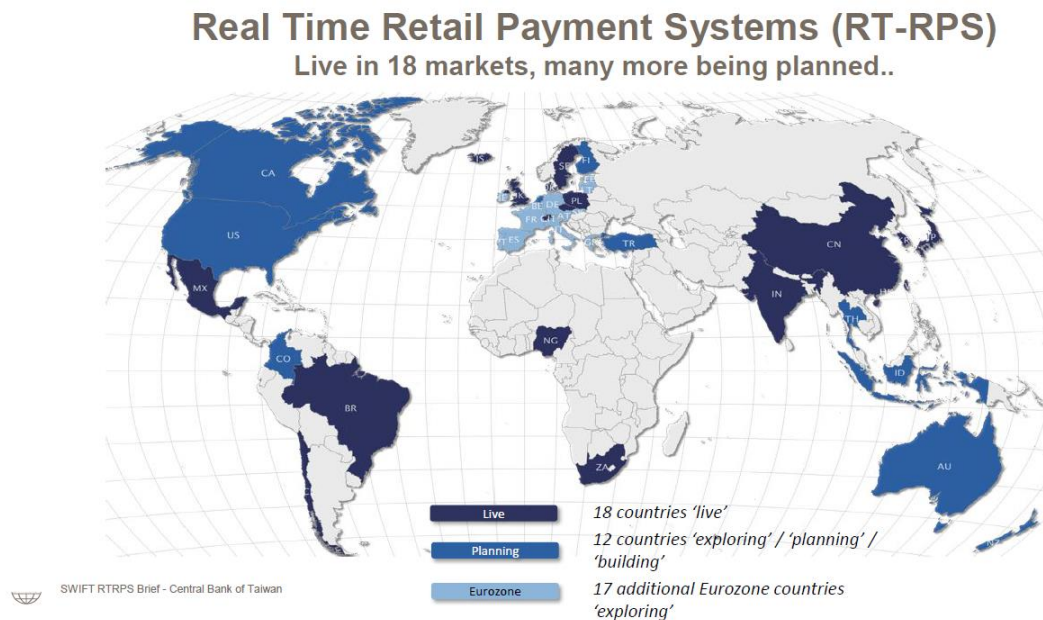 Real Time Retail Payment Systems (RT-RPS)
Live in 18 markets, many more being planned..
CA
US
MX
CO
BR
IS
SE
FI
PL
DE
FR
ES
AT
TR
NG
ZA
CN
IN
TH
ID
AU
Live
18 countries ‘live’
Planning
12 countries ‘exploring’ / ‘planning’ /
‘building’
Eurozone
17 additional Eurozone countries
‘exploring’
SWIFT RTRPS Brief - Central Bank of Taiwan